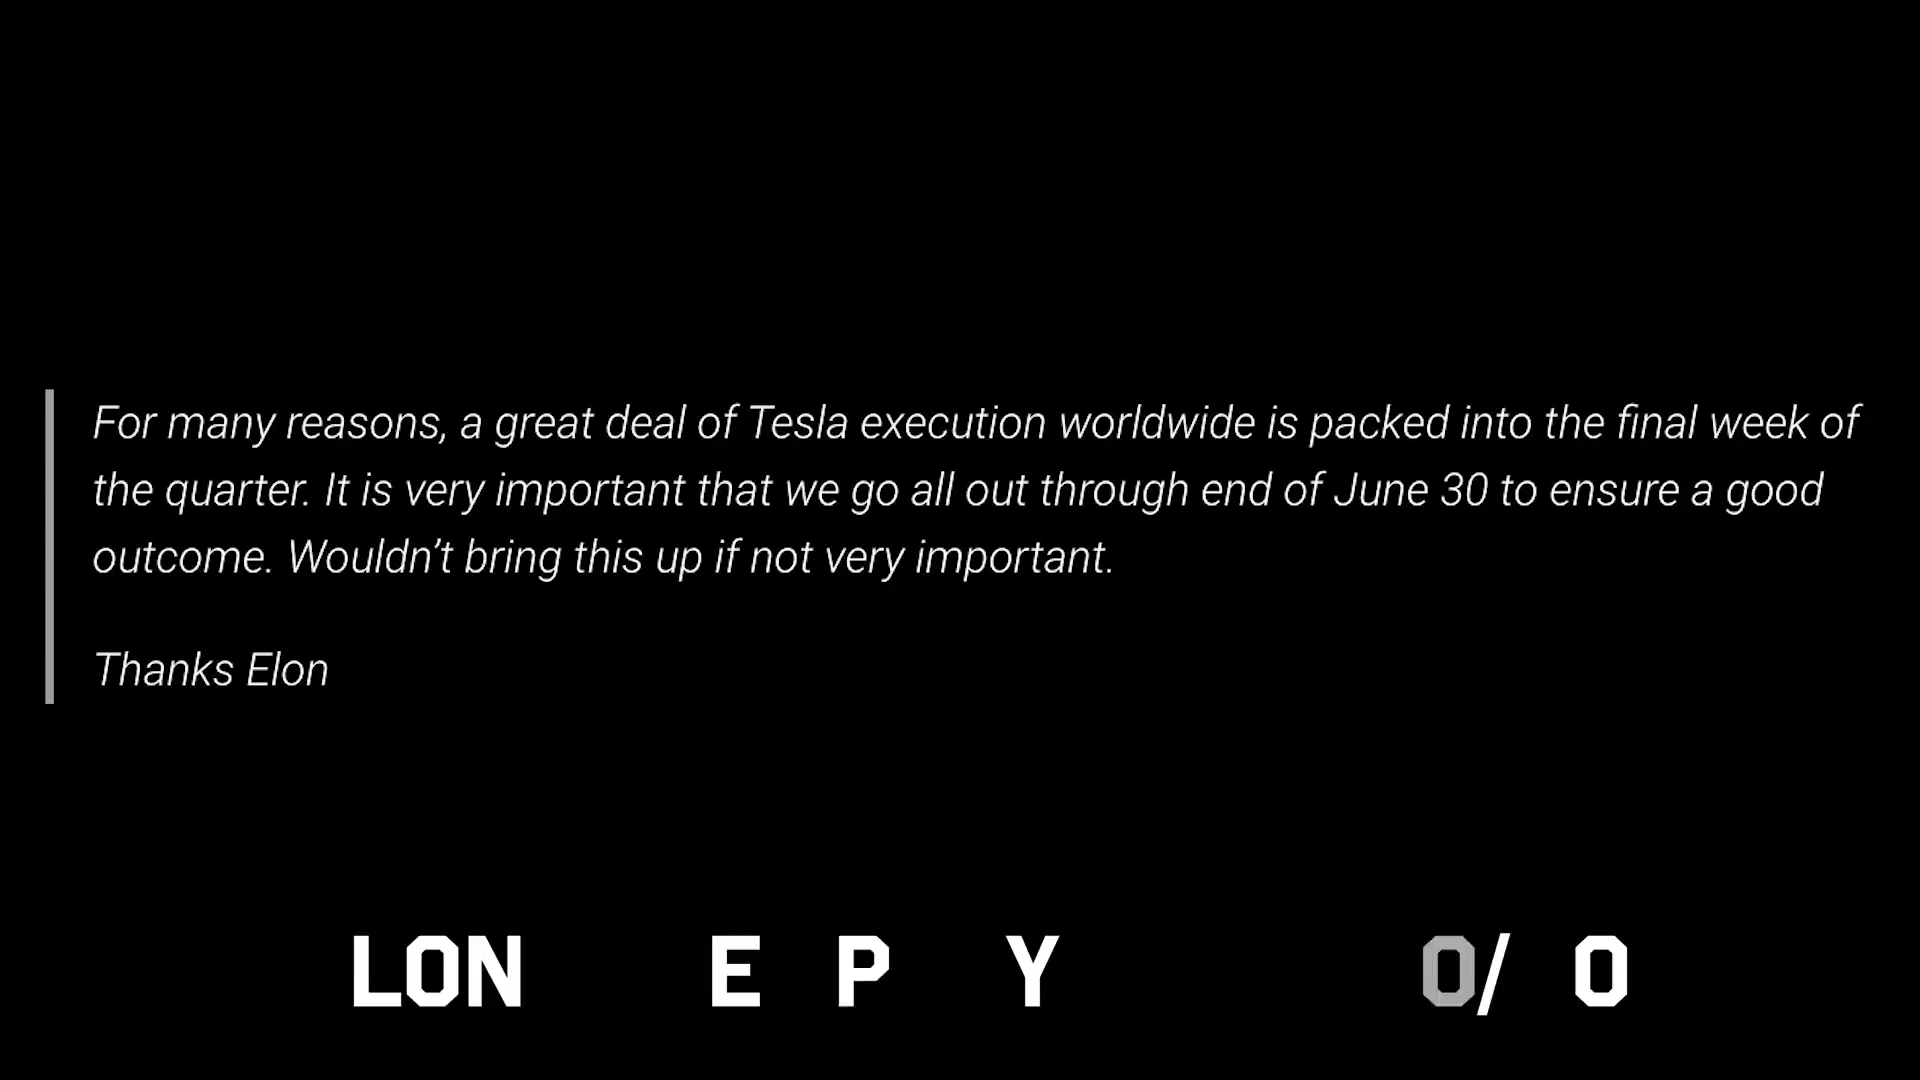 For many reasons, a great deal of Tesla execution worldwide is packed into the final week of
the quarter. It is very important that we go all out through end of June 30 to ensure a good
outcome. Wouldn’t bring this up if not very important.
Thanks Elon
LON E P Y 0/ 0